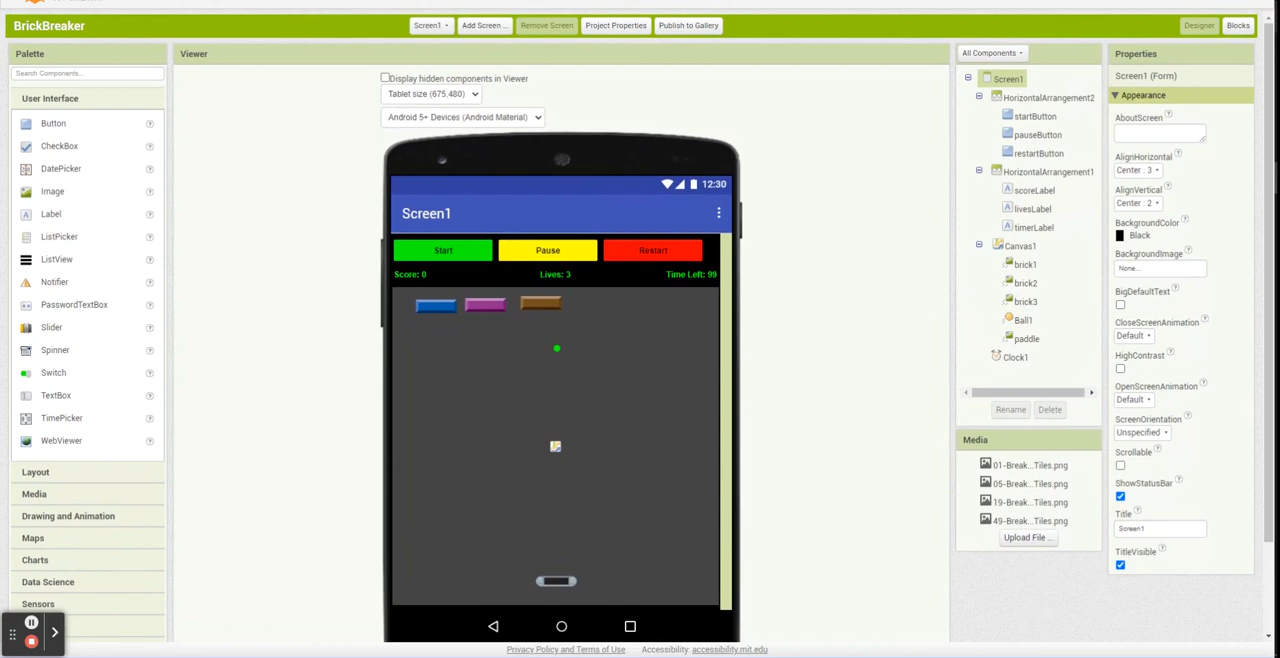 BrickBreaker
Screen1
Add Screen ...
Remove Screen
Project Properties
Publish to Gallery
Designer
Blocks
Palette
Search Components...
User Interface
Button
CheckBox
DatePicker
Image
Label
ListPicker
ListView
Notifier
PasswordTextBox
Slider
Spinner
Switch
TextBox
TimePicker
WebViewer
Layout
Media
Drawing and Animation
Maps
Charts
Data Science
Sensors
Viewer
Display hidden components in Viewer
Tablet size (675,480)
Android 5+ Devices (Android Material)
12:30
Screen1
Start
Pause
Restart
Score: 0
Lives: 3
Time Left: 99
All Components
Screen1
HorizontalArrangement2
startButton
pauseButton
restartButton
HorizontalArrangement1
scoreLabel
livesLabel
timerLabel
Canvas1
brick1
brick2
brick3
Ball1
paddle
Clock1
Rename
Delete
Media
01-Break...Tiles.png
05-Break...Tiles.png
19-Break...Tiles.png
49-Break...Tiles.png
Upload File ...
Properties
Screen1 (Form)
Appearance
AboutScreen
AlignHorizontal
Center : 3
AlignVertical
Center : 2
BackgroundColor
Black
BackgroundImage
None...
BigDefaultText
CloseScreenAnimation
Default
HighContrast
OpenScreenAnimation
Default
ScreenOrientation
Unspecified
Scrollable
ShowStatusBar
Title
Screen1
TitleVisible
Privacy Policy and Terms of Use
Accessibility: accessibility.mit.edu